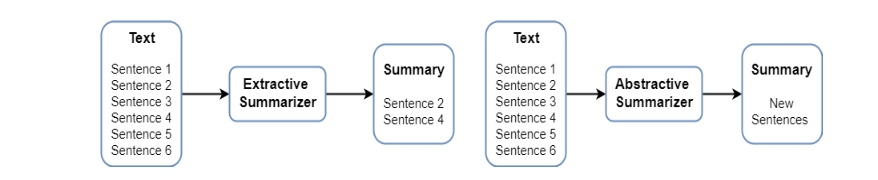 Text
Sentence 1
Sentence 2
Sentence 3
Sentence 4
Sentence 5
Sentence 6
Extractive
Summarizer
Summary
Sentence 2
Sentence 4
Text
Sentence 1
Sentence 2
Sentence 3
Sentence 4
Sentence 5
Sentence 6
Abstractive
Summarizer
Summary
New
Sentences